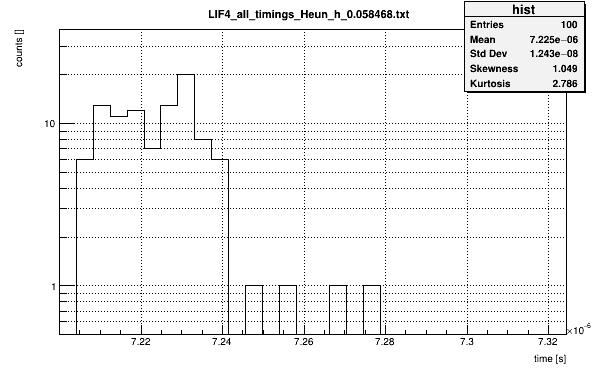 LIF4_all_timings_Heun_h_0.058468.txt
hist
Entries 100
Mean 7.225e−06
Std Dev 1.243e−08
Skewness 1.049
Kurtosis 2.786
counts []
10
1
7.22 7.24 7.26 7.28 7.3 7.32
×10⁻⁶
time [s]